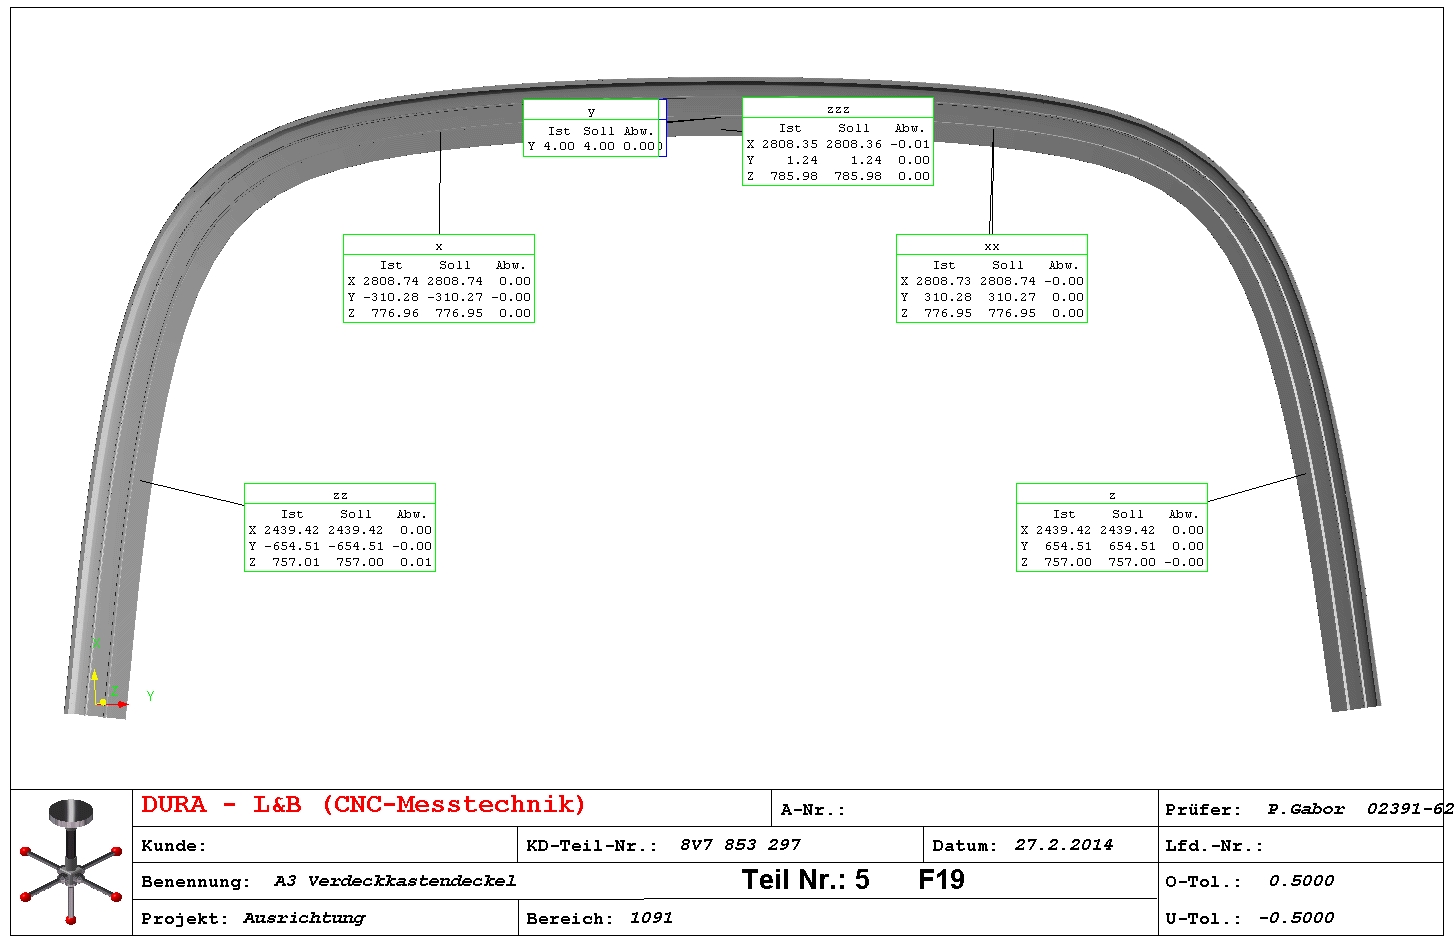 y
Ist Soll Abw.
Y 4.00 4.00 0.00
zzz
Ist Soll Abw.
X 2808.35 2808.36 -0.01
Y 1.24 1.24 0.00
Z 785.98 785.98 0.00
x
Ist Soll Abw.
X 2808.74 2808.74 0.00
Y -310.28 -310.27 -0.00
Z 776.96 776.95 0.00
xx
Ist Soll Abw.
X 2808.73 2808.74 -0.00
Y 310.28 310.27 0.00
Z 776.95 776.95 0.00
zz
Ist Soll Abw.
X 2439.42 2439.42 0.00
Y -654.51 -654.51 -0.00
Z 757.01 757.00 0.01
z
Ist Soll Abw.
X 2439.42 2439.42 0.00
Y 654.51 654.51 0.00
Z 757.00 757.00 -0.00
Z Y
DURA - L&B (CNC-Messtechnik) A-Nr.: Prüfer: P.Gabor 02391-62
Kunde: KD-Teil-Nr.: 8V7 853 297 Datum: 27.2.2014 Lfd.-Nr.:
Benennung: A3 Verdeckkastendeckel Teil Nr.: 5 F19 O-Tol.: 0.5000
Projekt: Ausrichtung Bereich: 1091 U-Tol.: -0.5000